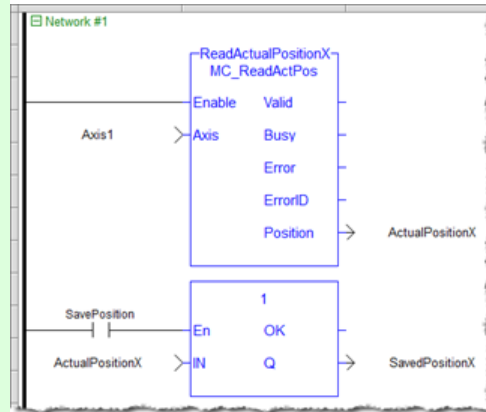 Network #1
ReadActualPositionX
MC_ReadActPos
Enable Valid
Axis1 Axis Busy
Error
ErrorID
Position ActualPositionX
1
SavePosition
En OK
ActualPositionX IN Q SavedPositionX